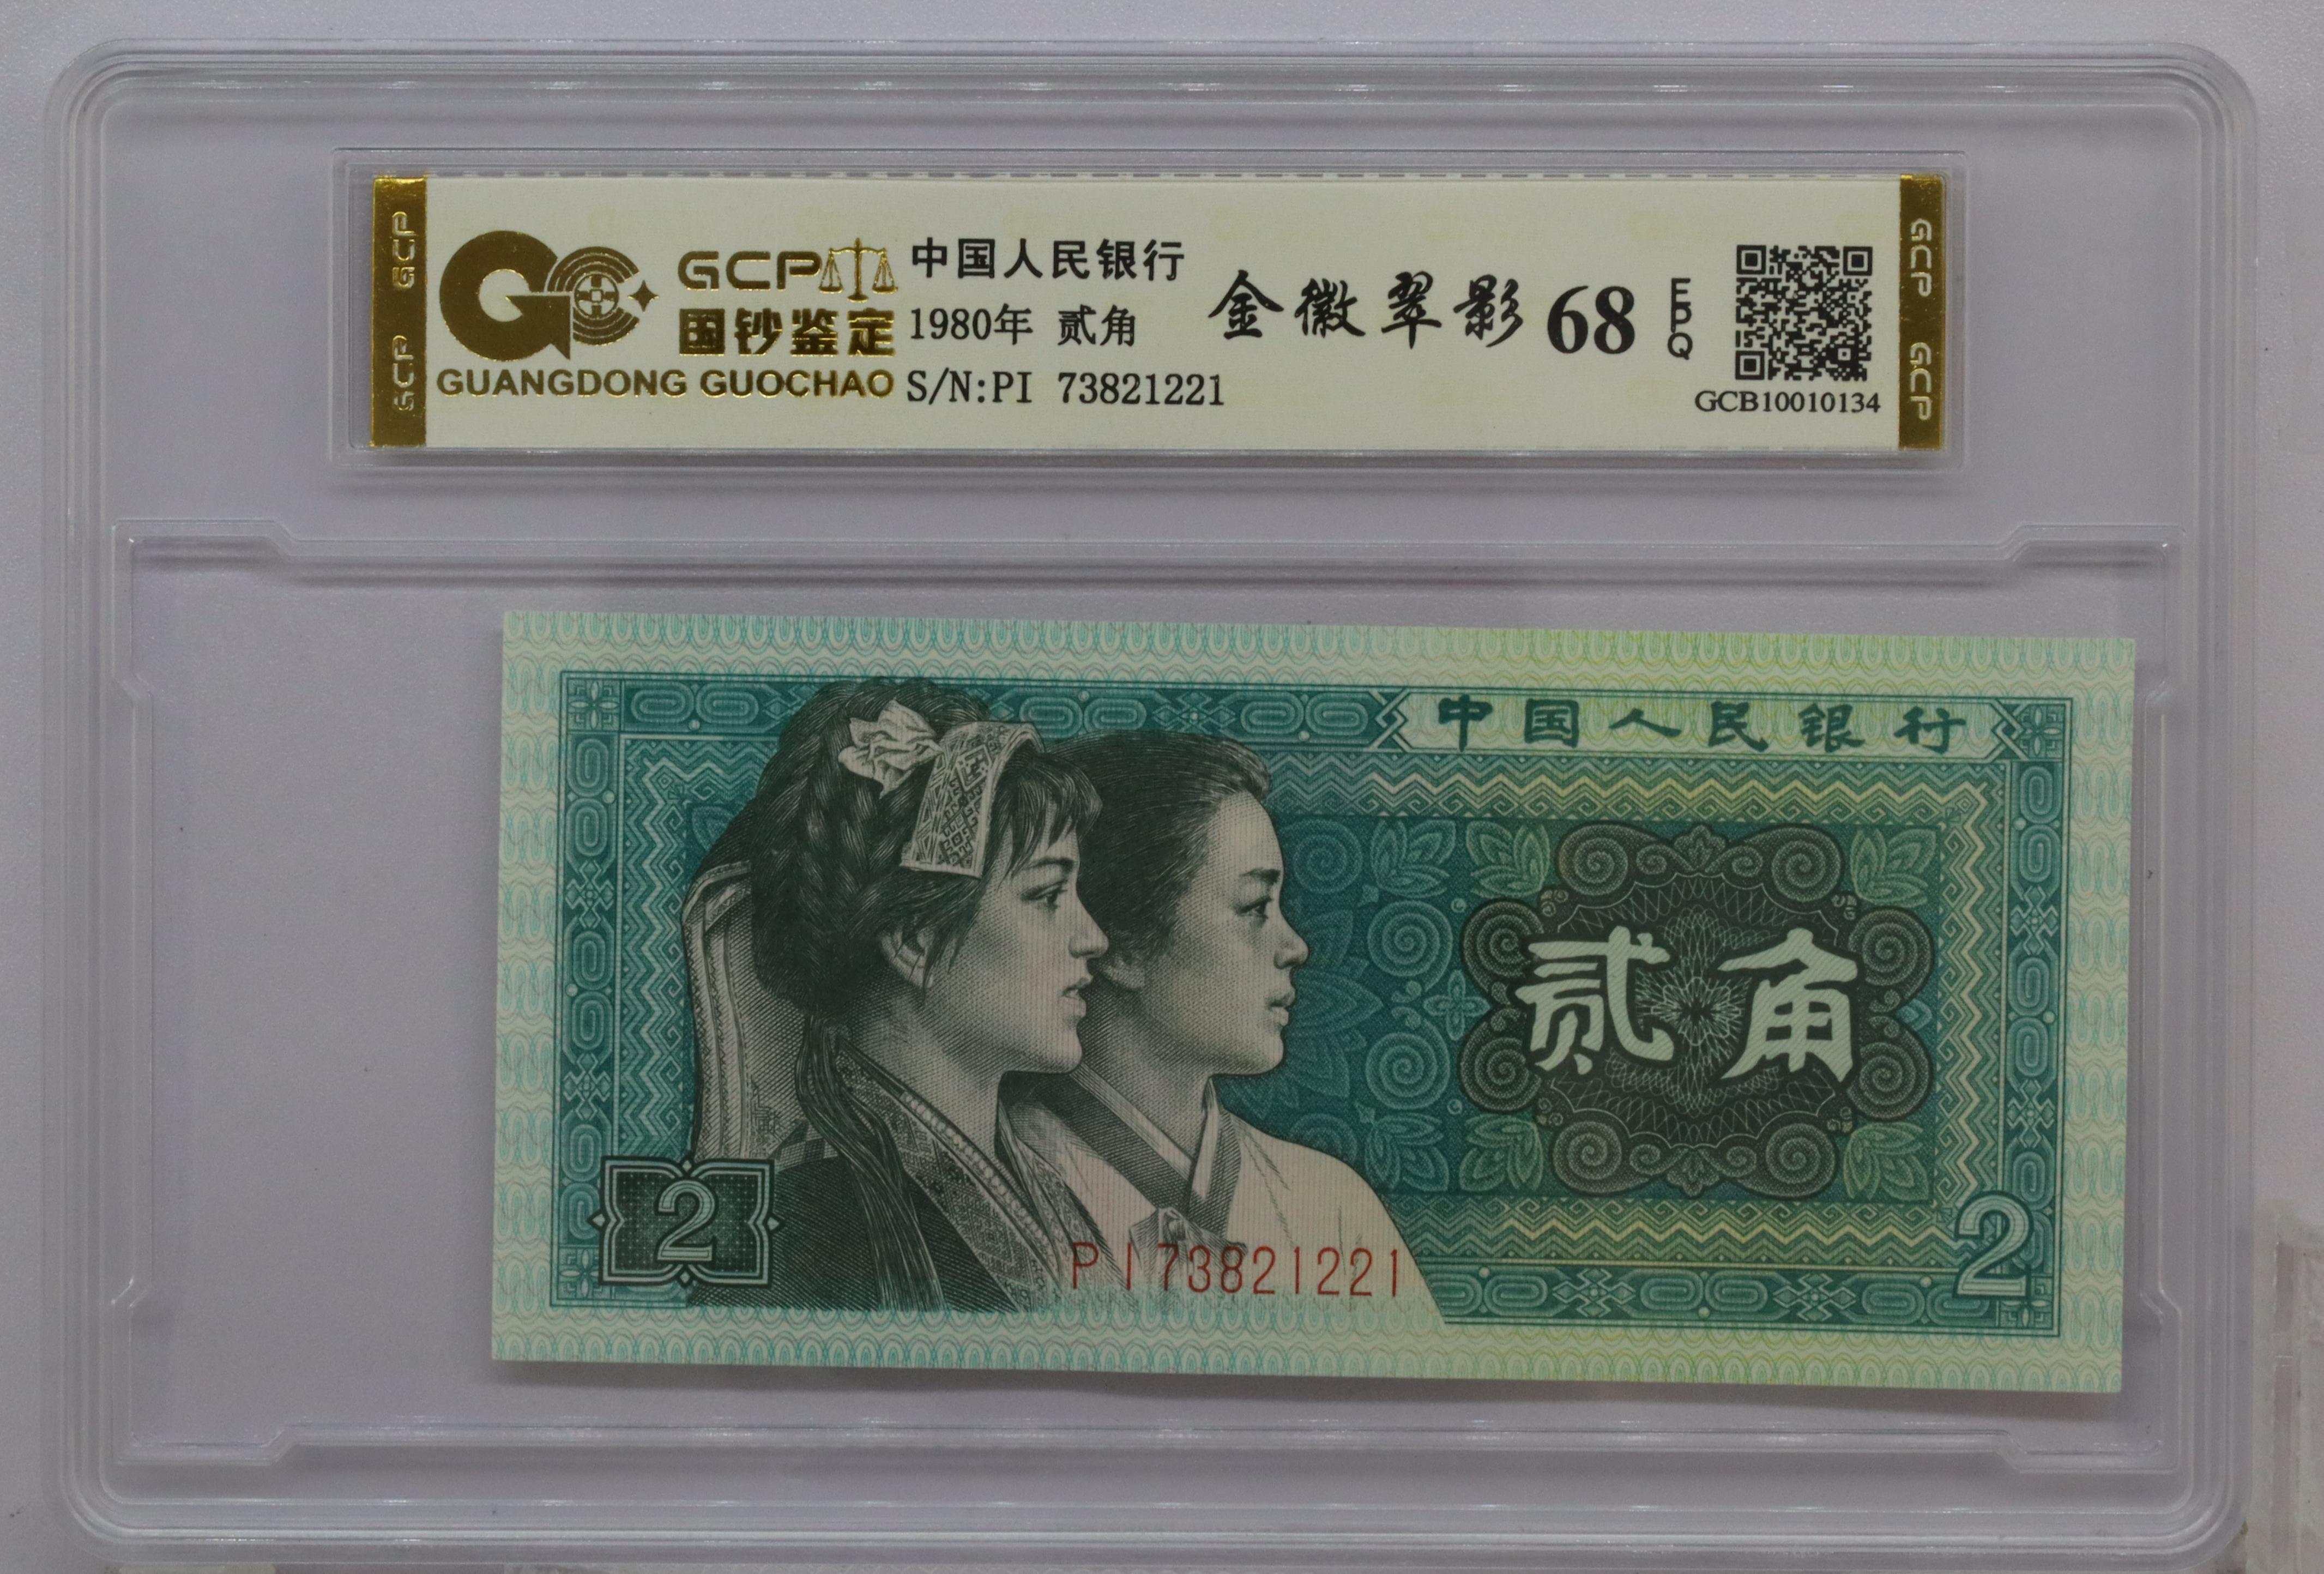 GCP
国钞鉴定
GUANGDONG GUOCHAO
中国人民银行
1980年 贰角
S/N:PI 73821221
金徽翠影 68 EPQ
GCB10010134
GCP GCP
GCP GCP
中国人民银行
贰角
2
PI73821221
2